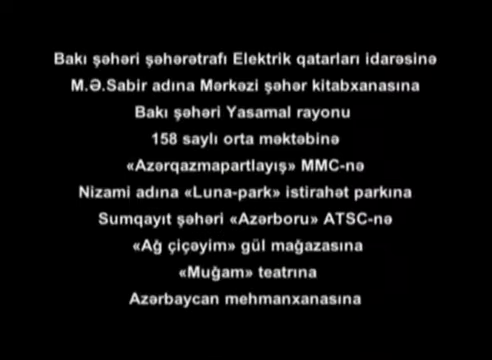 Bakı şəhəri şəhərətrafı Elektrik qatarları idarəsinə
M.Ə.Sabir adına Mərkəzi şəhər kitabxanasına
Bakı şəhəri Yasamal rayonu
158 saylı orta məktəbinə
«Azərqazmapartlayış» MMC-nə
Nizami adına «Luna-park» istirahət parkına
Sumqayıt şəhəri «Azərboru» ATSC-nə
«Ağ çiçəyim» gül mağazasına
«Muğam» teatrına
Azərbaycan mehmanxanasına